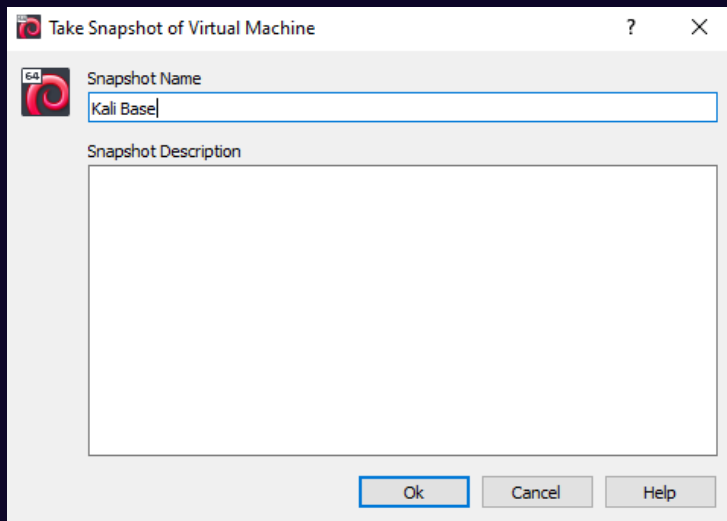 Take Snapshot of Virtual Machine ?
64
Snapshot Name
Kali Base
Snapshot Description
Ok Cancel Help